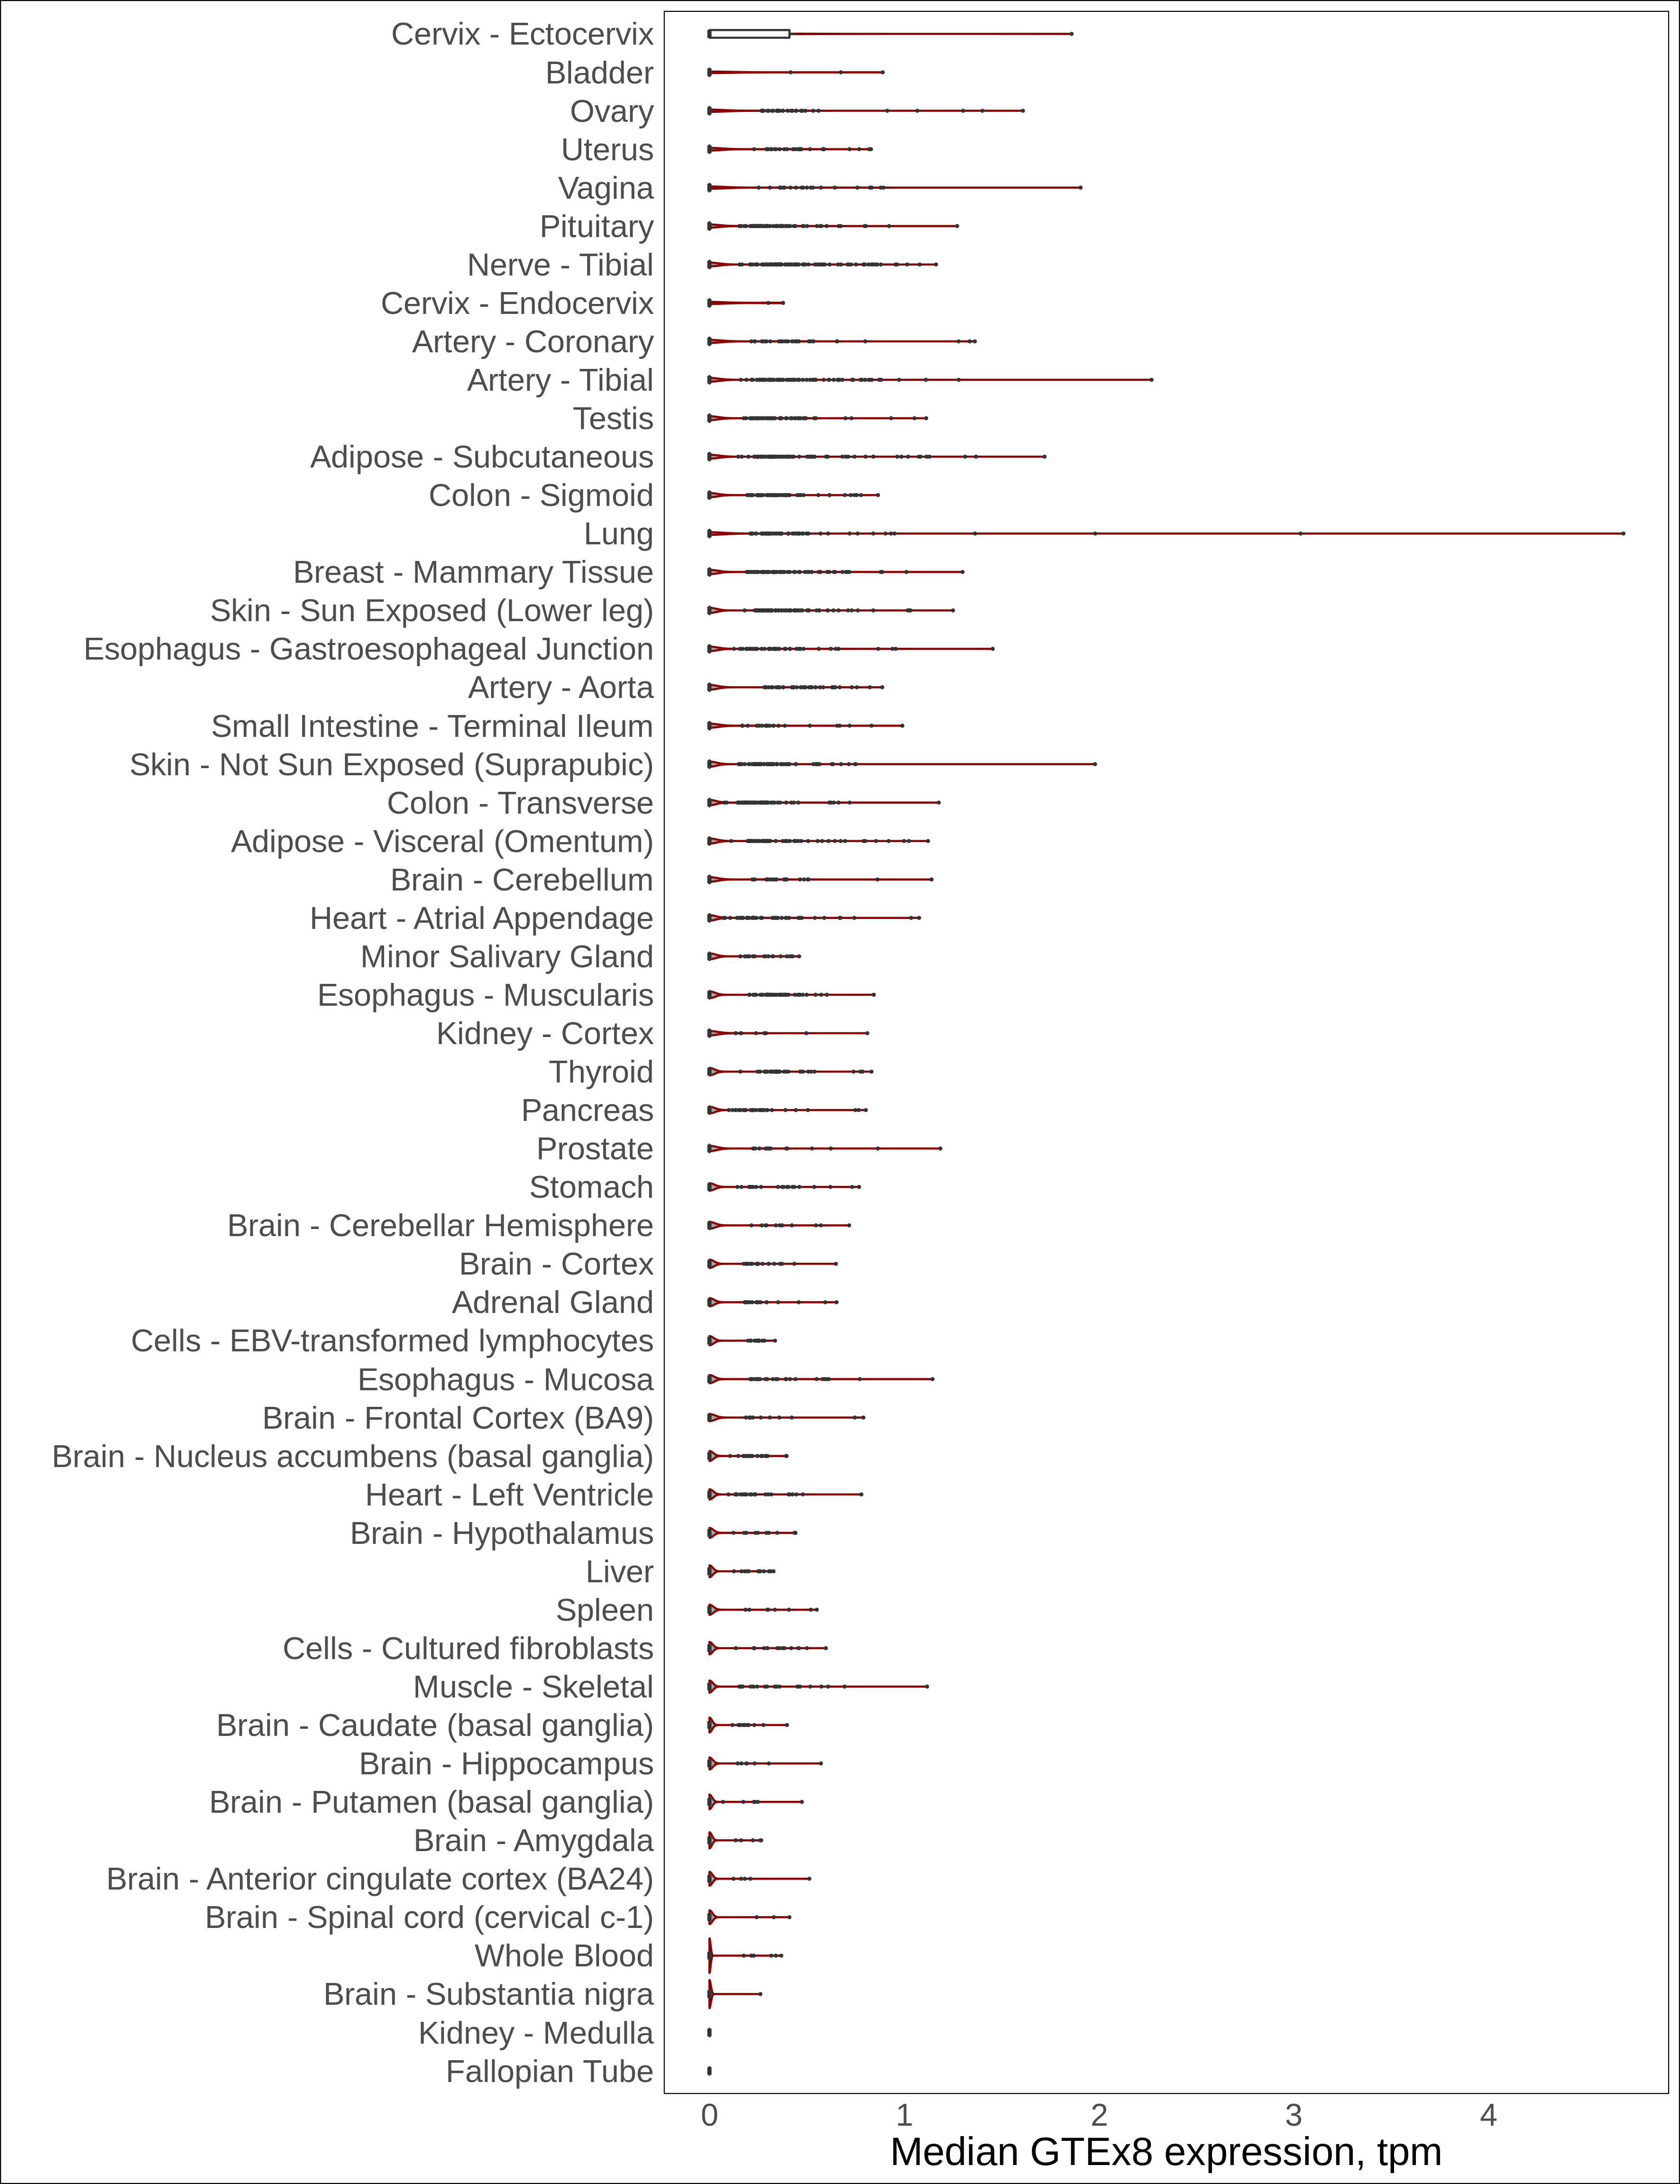 Cervix - Ectocervix
Bladder
Ovary
Uterus
Vagina
Pituitary
Nerve - Tibial
Cervix - Endocervix
Artery - Coronary
Artery - Tibial
Testis
Adipose - Subcutaneous
Colon - Sigmoid
Lung
Breast - Mammary Tissue
Skin - Sun Exposed (Lower leg)
Esophagus - Gastroesophageal Junction
Artery - Aorta
Small Intestine - Terminal Ileum
Skin - Not Sun Exposed (Suprapubic)
Colon - Transverse
Adipose - Visceral (Omentum)
Brain - Cerebellum
Heart - Atrial Appendage
Minor Salivary Gland
Esophagus - Muscularis
Kidney - Cortex
Thyroid
Pancreas
Prostate
Stomach
Brain - Cerebellar Hemisphere
Brain - Cortex
Adrenal Gland
Cells - EBV-transformed lymphocytes
Esophagus - Mucosa
Brain - Frontal Cortex (BA9)
Brain - Nucleus accumbens (basal ganglia)
Heart - Left Ventricle
Brain - Hypothalamus
Liver
Spleen
Cells - Cultured fibroblasts
Muscle - Skeletal
Brain - Caudate (basal ganglia)
Brain - Hippocampus
Brain - Putamen (basal ganglia)
Brain - Amygdala
Brain - Anterior cingulate cortex (BA24)
Brain - Spinal cord (cervical c-1)
Whole Blood
Brain - Substantia nigra
Kidney - Medulla
Fallopian Tube
0 1 2 3 4
Median GTEx8 expression, tpm